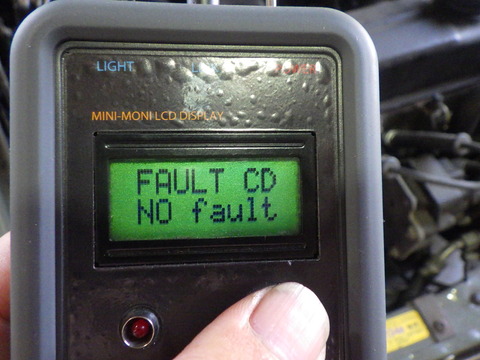 LIGHT
MINI-MONI LCD DISPLAY
FAULT CD
NO fault